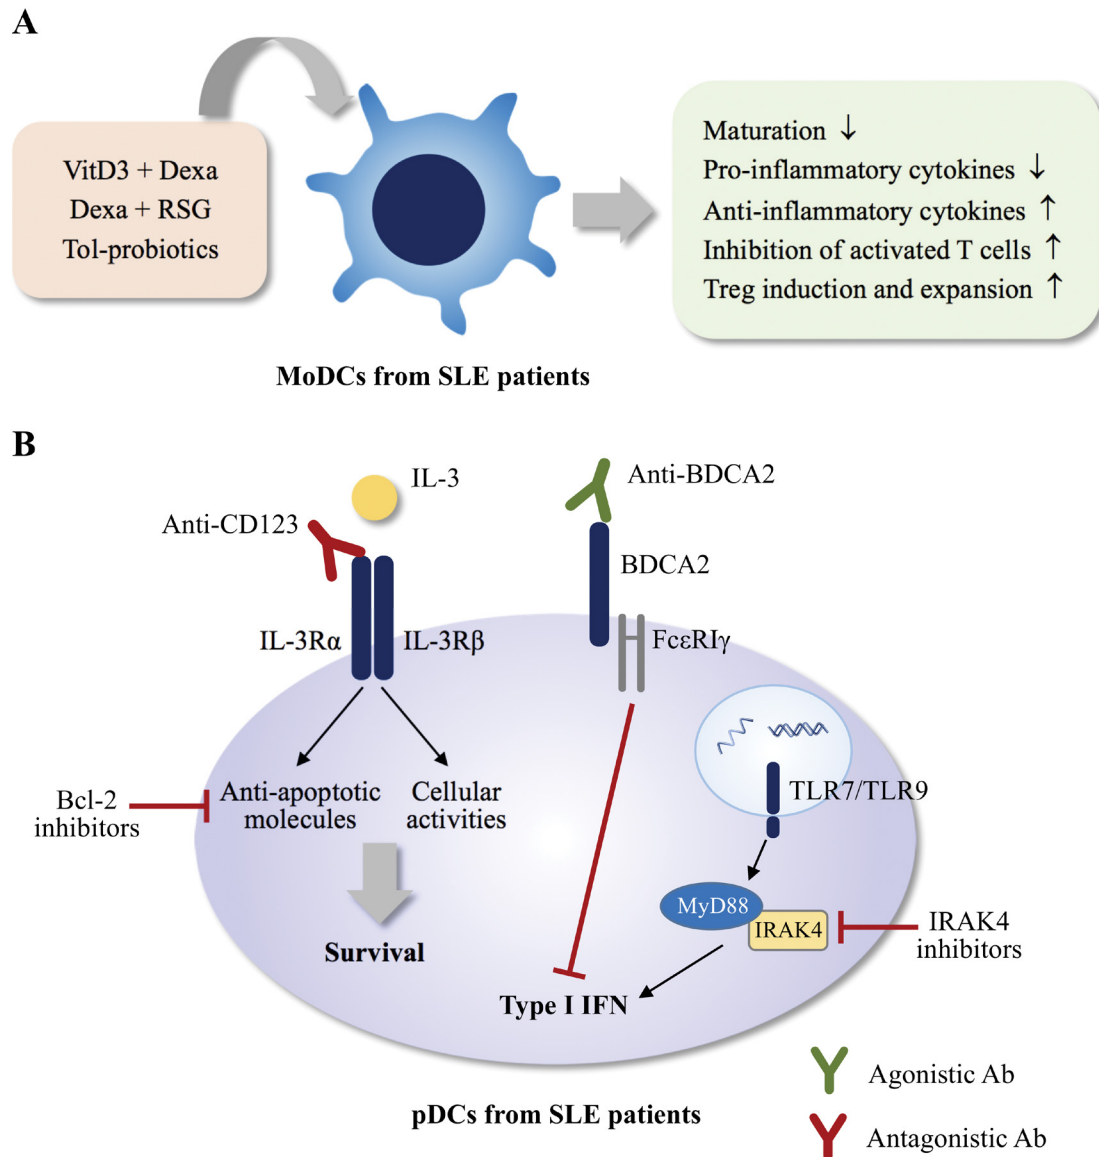 A
VitD3 + Dexa
Dexa + RSG
Tol-probiotics
Maturation ↓
Pro-inflammatory cytokines ↓
Anti-inflammatory cytokines ↑
Inhibition of activated T cells ↑
Treg induction and expansion ↑
MoDCs from SLE patients
B
IL-3
Anti-CD123
IL-3Rα
IL-3Rβ
Anti-BDCA2
BDCA2
FcεRIγ
Bcl-2
inhibitors
Anti-apoptotic
molecules
Cellular
activities
Survival
TLR7/TLR9
MyD88
IRAK4
IRAK4
inhibitors
Type I IFN
pDCs from SLE patients
Agonistic Ab
Antagonistic Ab